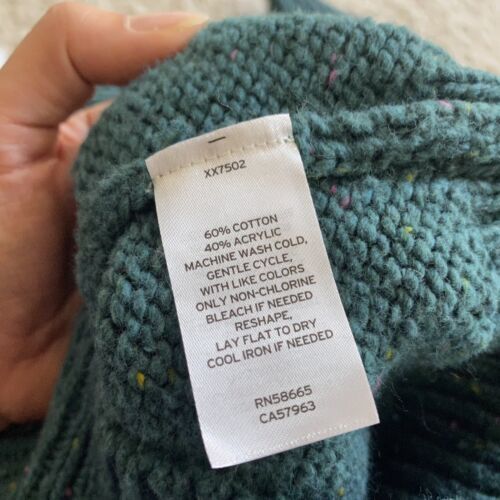 XX7502
60% COTTON
40% ACRYLIC
MACHINE WASH COLD,
GENTLE CYCLE,
WITH LIKE COLORS
ONLY NON-CHLORINE
BLEACH IF NEEDED
RESHAPE,
LAY FLAT TO DRY
COOL IRON IF NEEDED
RN58665
CA57963